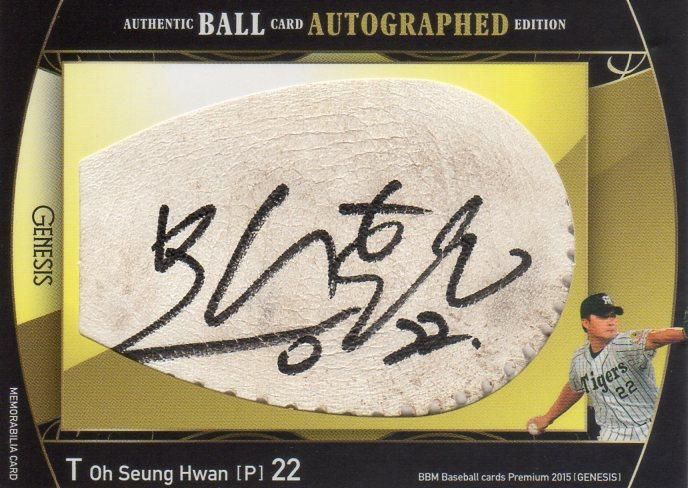 AUTHENTIC BALL CARD AUTOGRAPHED EDITION
GENESIS
22.
Tigers
22
MEMORABILIA CARD
T Oh Seung Hwan [P] 22
BBM Baseball cards Premium 2015 [GENESIS]